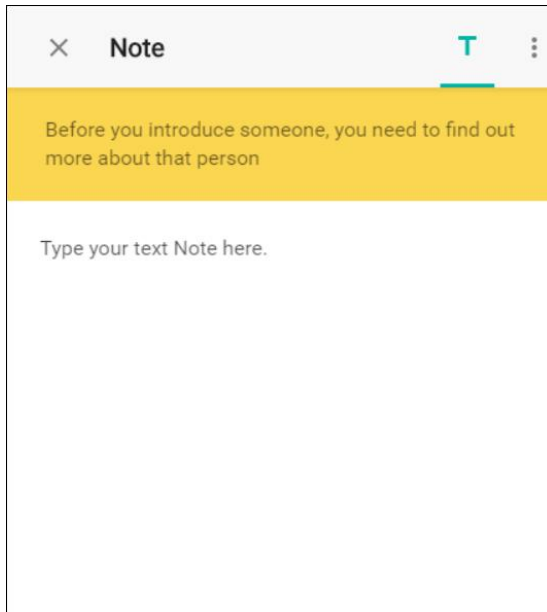 Note
T
Before you introduce someone, you need to find out
more about that person
Type your text Note here.